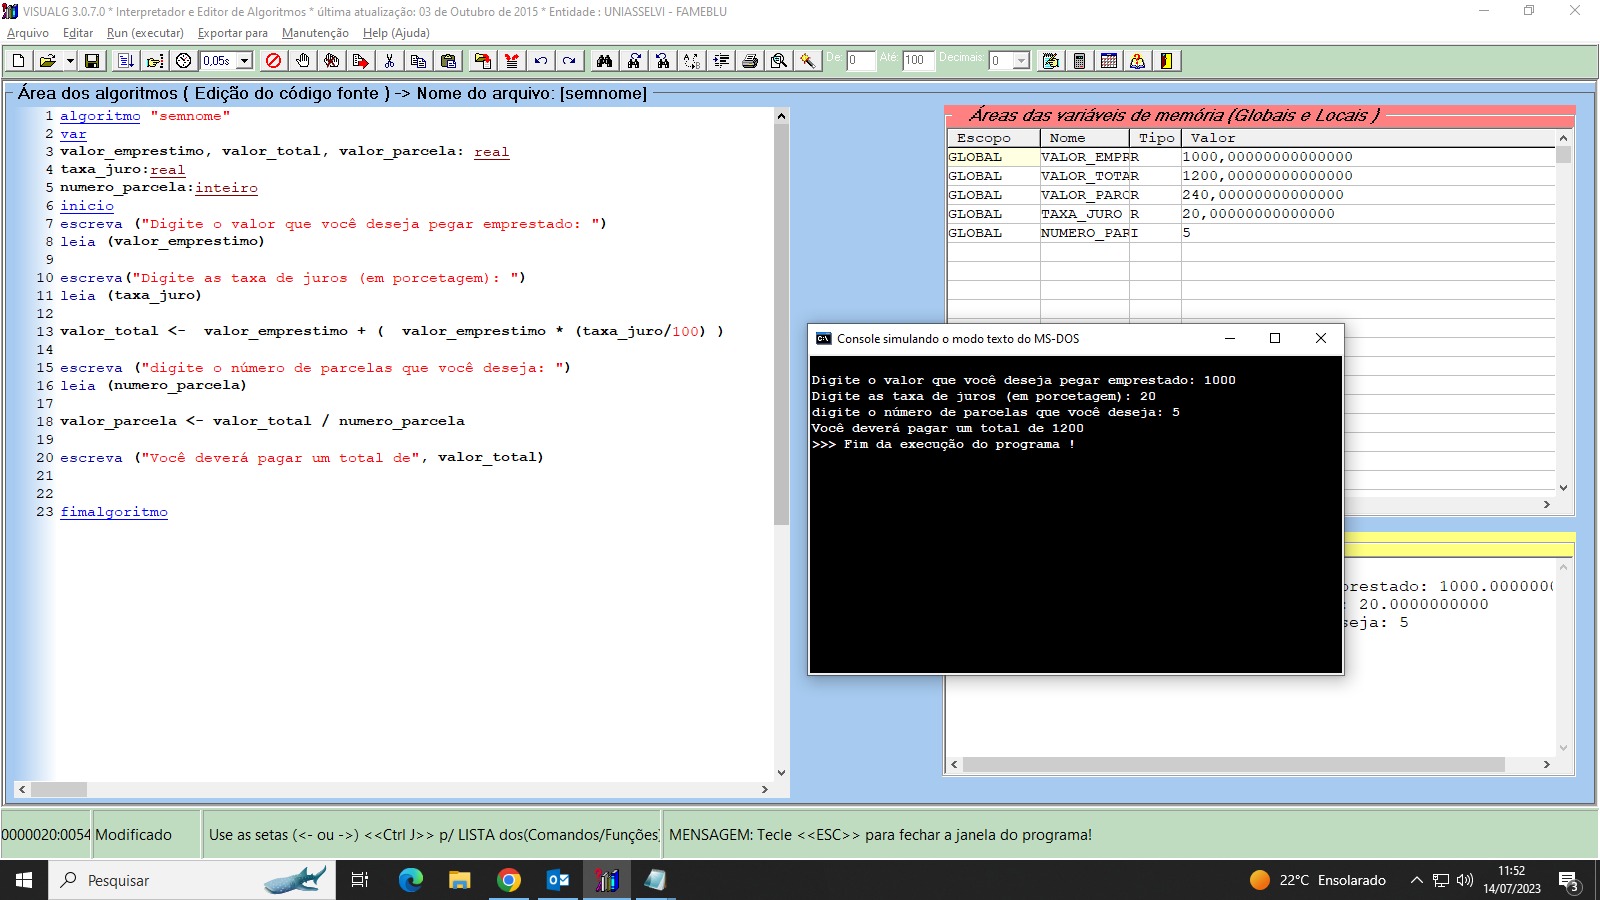 VISUALG 3.0.7.0 * Interpretador e Editor de Algoritmos * última atualização: 03 de Outubro de 2015 * Entidade : UNIASSELVI - FAMEBLU
Arquivo Editar Run (executar) Exportar para Manutenção Help (Ajuda)
0,05s De: 0 Até: 100 Decimais: 0
Área dos algoritmos ( Edição do código fonte ) -> Nome do arquivo: [semnome]
1 algoritmo "semnome"
2 var
3 valor_emprestimo, valor_total, valor_parcela: real
4 taxa_juro:real
5 numero_parcela:inteiro
6 inicio
7 escreva ("Digite o valor que você deseja pegar emprestado: ")
8 leia (valor_emprestimo)
9
10 escreva("Digite as taxa de juros (em porcetagem): ")
11 leia (taxa_juro)
12
13 valor_total <-  valor_emprestimo + (  valor_emprestimo * (taxa_juro/100) )
14
15 escreva ("digite o número de parcelas que você deseja: ")
16 leia (numero_parcela)
17
18 valor_parcela <- valor_total / numero_parcela
19
20 escreva ("Você deverá pagar um total de", valor_total)
21
22
23 fimalgoritmo
Áreas das variáveis de memória (Globais e Locais )
Escopo Nome Tipo Valor
GLOBAL VALOR_EMPR R 1000,00000000000000
GLOBAL VALOR_TOTA R 1200,00000000000000
GLOBAL VALOR_PARC R 240,00000000000000
GLOBAL TAXA_JURO R 20,00000000000000
GLOBAL NUMERO_PAR I 5
Console simulando o modo texto do MS-DOS
Digite o valor que você deseja pegar emprestado: 1000
Digite as taxa de juros (em porcetagem): 20
digite o número de parcelas que você deseja: 5
Você deverá pagar um total de 1200
>>> Fim da execução do programa !
prestado: 1000.0000000
: 20.0000000000
seja: 5
0000020:0054 Modificado Use as setas (<- ou ->) <<Ctrl J>> p/ LISTA dos(Comandos/Funções) MENSAGEM: Tecle <<ESC>> para fechar a janela do programa!
Pesquisar
22°C Ensolarado
11:52
14/07/2023
3